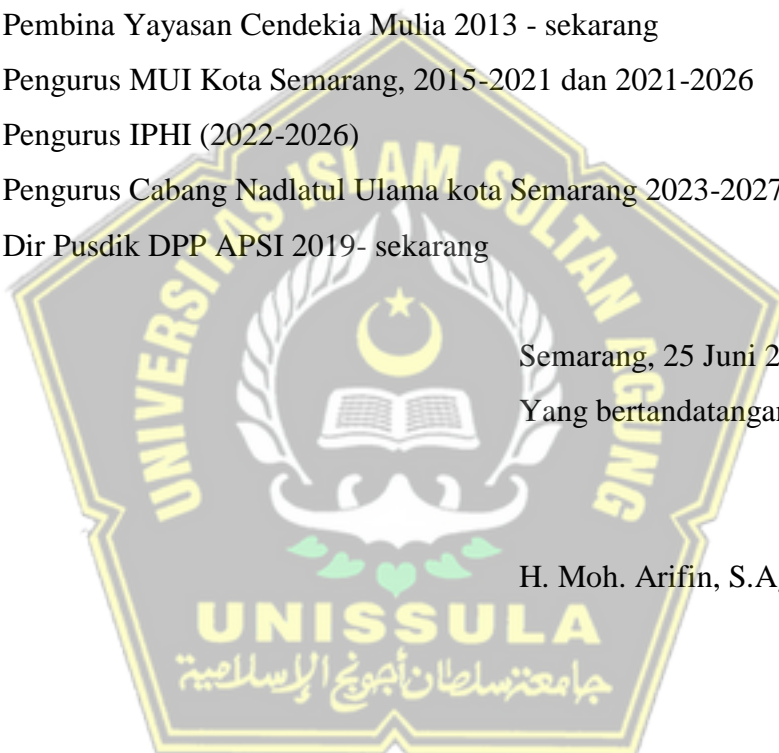 Pembina Yayasan Cendekia Mulia 2013 - sekarang
Pengurus MUI Kota Semarang, 2015-2021 dan 2021-2026
Pengurus IPHI (2022-2026)
Pengurus Cabang Nadlatul Ulama kota Semarang 2023-2027
Dir Pusdik DPP APSI 2019- sekarang
Semarang, 25 Juni 2
Yang bertandatangan
H. Moh. Arifin, S.A
UNIVERSITAS ISLAM SULTAN AGUNG
UNISSULA
جامعة سلطان أجونج الإسلامية